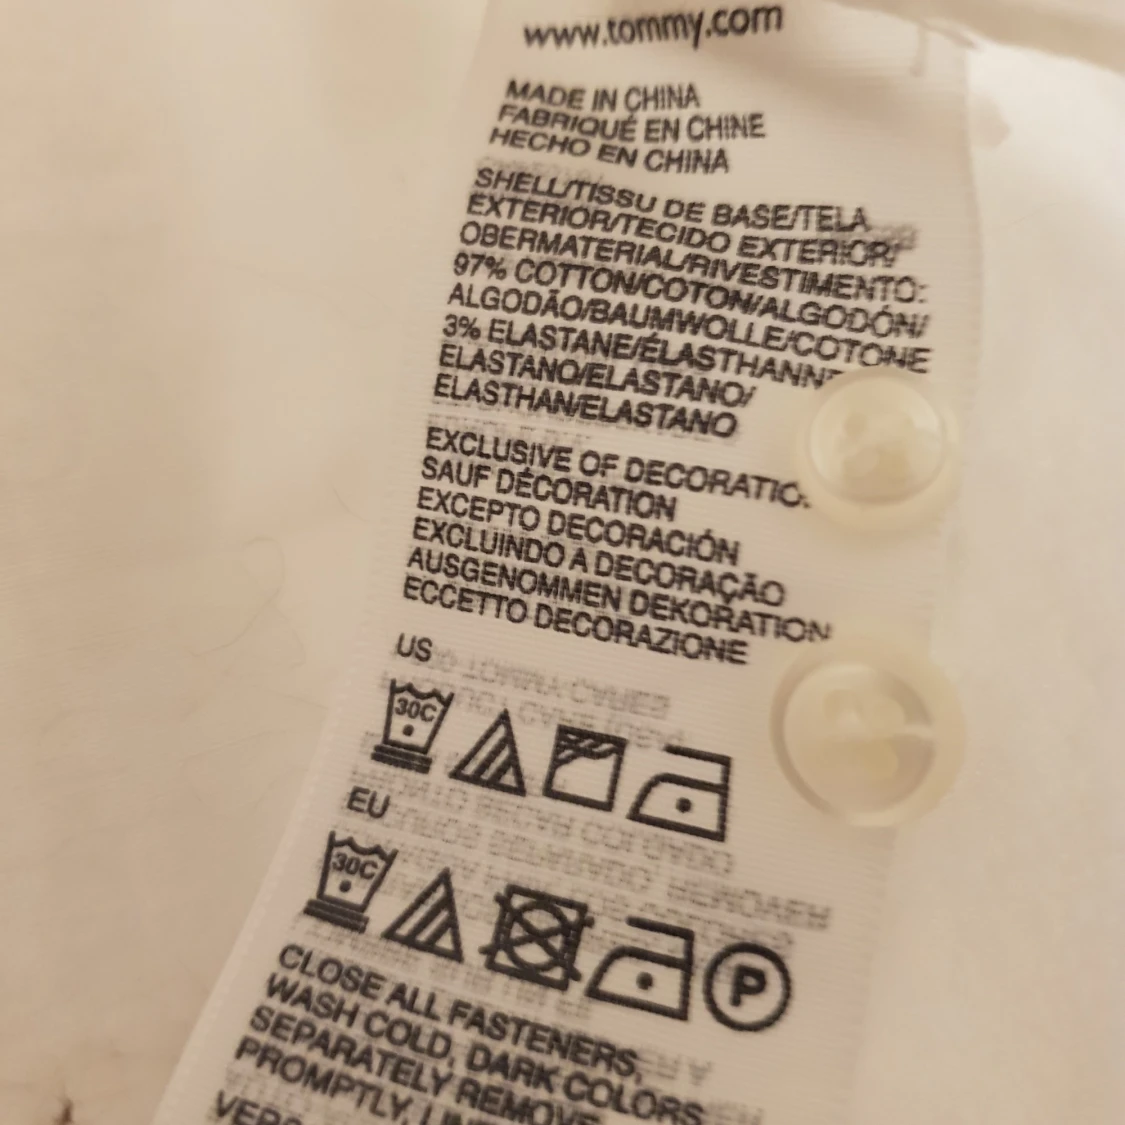 www.tommy.com
MADE IN CHINA
FABRIQUÉ EN CHINE
HECHO EN CHINA
SHELL/TISSU DE BASE/TELA
EXTERIOR/TECIDO EXTERIOR/
OBERMATERIAL/RIVESTIMENTO:
97% COTTON/COTON/ALGODÓN/
ALGODÃO/BAUMWOLLE/COTONE
3% ELASTANE/ÉLASTHANNE
ELASTANO/ELASTANO/
ELASTHAN/ELASTANO
EXCLUSIVE OF
SAUF DÉCORATION
EXCEPTO DECORACIÓN
EXCLUINDO A DECORAÇÃO
AUSGENOMMEN DEKORATION
ECCETTO DECORAZIONE
US
30C
EU
30C
P
CLOSE ALL FASTENERS,
WASH COLD, DARK COLORS
SEPARATELY REMOVE
PROMPTLY,